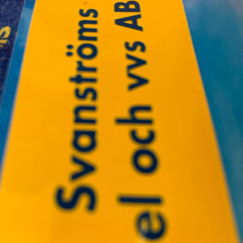 Svanströms
el och vvs AB